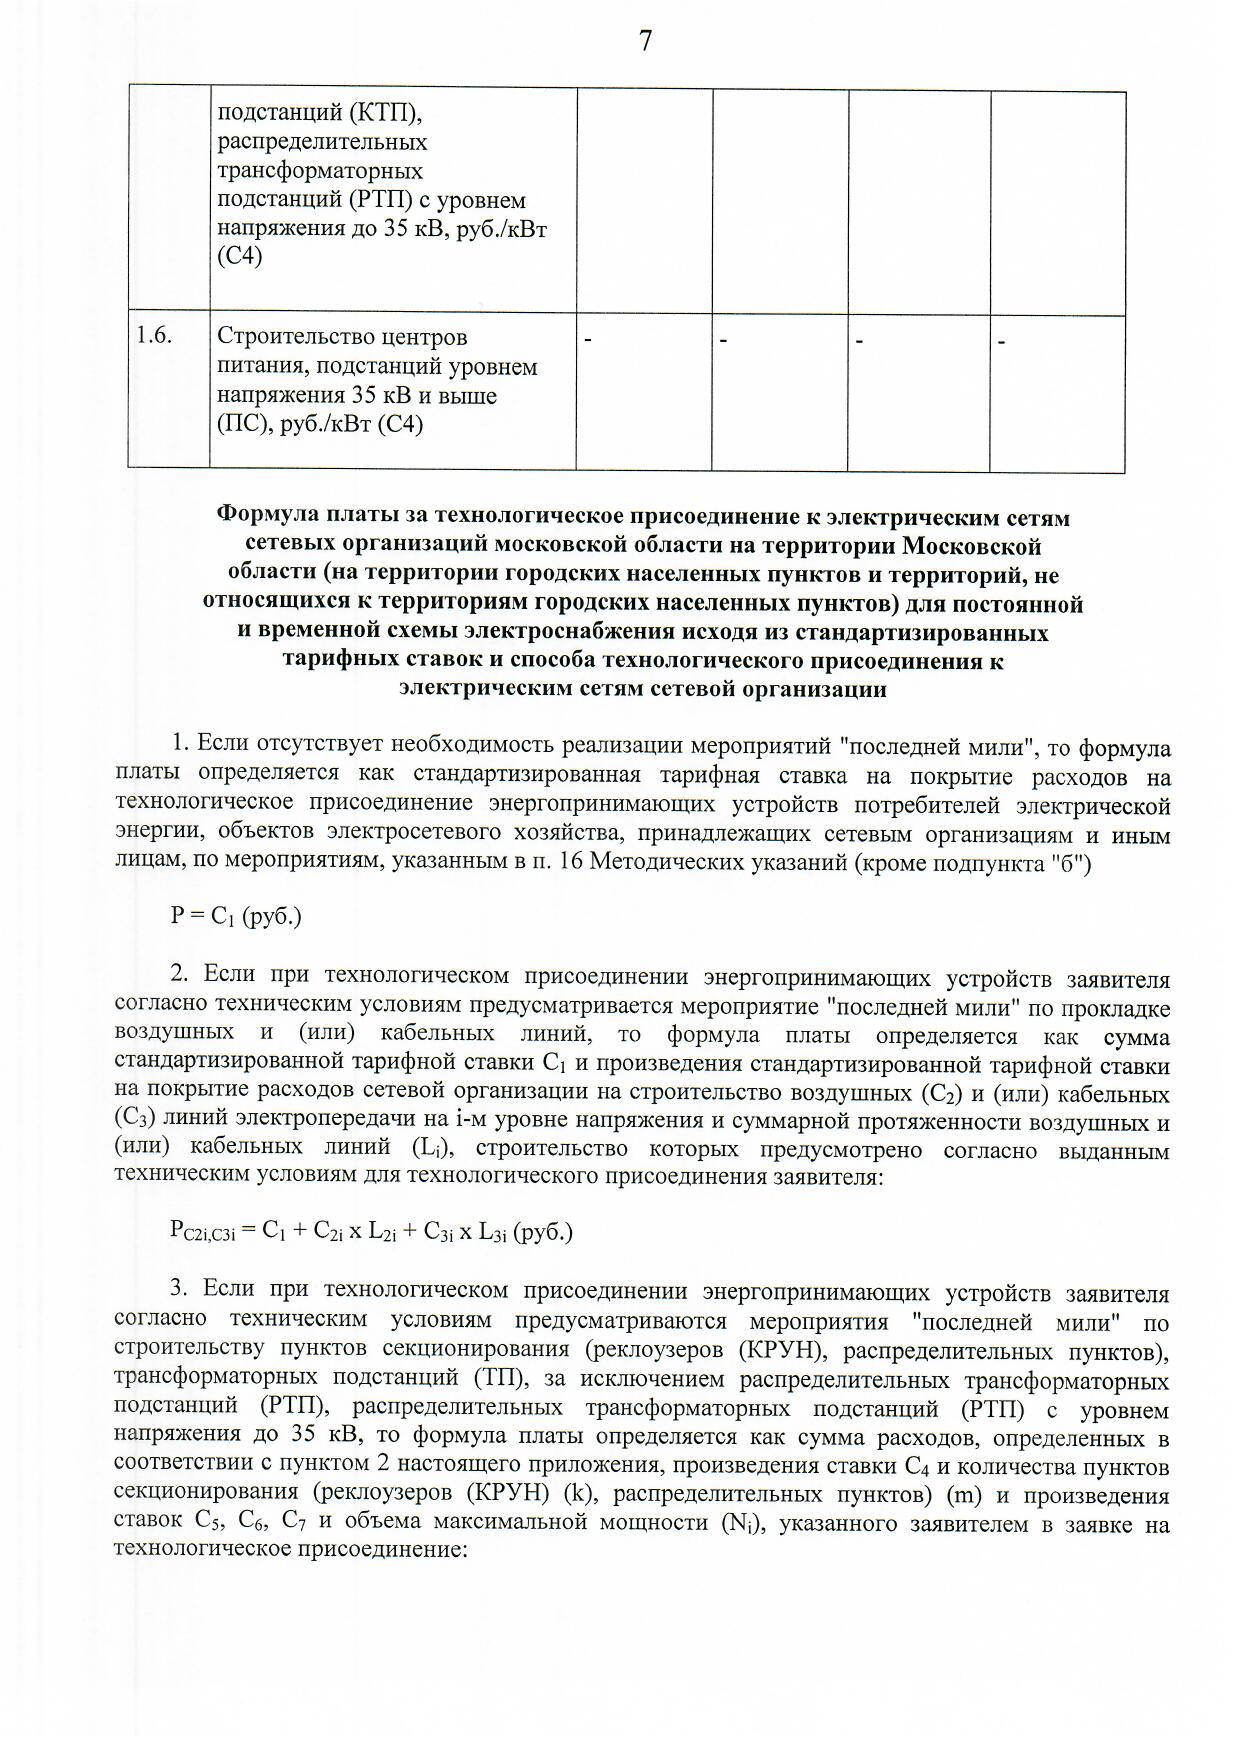 7
подстанций (КТП),
распределительных
трансформаторных
подстанций (РТП) с уровнем
напряжения до 35 кВ, руб./кВт
(С4)
1.6.
Строительство центров
питания, подстанций уровнем
напряжения 35 кВ и выше
(ПС), руб./кВт (С4)
- - - -
Формула платы за технологическое присоединение к электрическим сетям
сетевых организаций московской области на территории Московской
области (на территории городских населенных пунктов и территорий, не
относящихся к территориям городских населенных пунктов) для постоянной
и временной схемы электроснабжения исходя из стандартизированных
тарифных ставок и способа технологического присоединения к
электрическим сетям сетевой организации
1. Если отсутствует необходимость реализации мероприятий "последней мили", то формула
платы определяется как стандартизированная тарифная ставка на покрытие расходов на
технологическое присоединение энергопринимающих устройств потребителей электрической
энергии, объектов электросетевого хозяйства, принадлежащих сетевым организациям и иным
лицам, по мероприятиям, указанным в п. 16 Методических указаний (кроме подпункта "б")
P = C1 (руб.)
2. Если при технологическом присоединении энергопринимающих устройств заявителя
согласно техническим условиям предусматривается мероприятие "последней мили" по прокладке
воздушных и (или) кабельных линий, то формула платы определяется как сумма
стандартизированной тарифной ставки C1 и произведения стандартизированной тарифной ставки
на покрытие расходов сетевой организации на строительство воздушных (C2) и (или) кабельных
(C3) линий электропередачи на i-м уровне напряжения и суммарной протяженности воздушных и
(или) кабельных линий (Li), строительство которых предусмотрено согласно выданным
техническим условиям для технологического присоединения заявителя:
PC2i,C3i = C1 + C2i x L2i + C3i x L3i (руб.)
3. Если при технологическом присоединении энергопринимающих устройств заявителя
согласно техническим условиям предусматриваются мероприятия "последней мили" по
строительству пунктов секционирования (реклоузеров (КРУН), распределительных пунктов),
трансформаторных подстанций (ТП), за исключением распределительных трансформаторных
подстанций (РТП), распределительных трансформаторных подстанций (РТП) с уровнем
напряжения до 35 кВ, то формула платы определяется как сумма расходов, определенных в
соответствии с пунктом 2 настоящего приложения, произведения ставки C4 и количества пунктов
секционирования (реклоузеров (КРУН) (k), распределительных пунктов) (m) и произведения
ставок C5, C6, C7 и объема максимальной мощности (Ni), указанного заявителем в заявке на
технологическое присоединение: